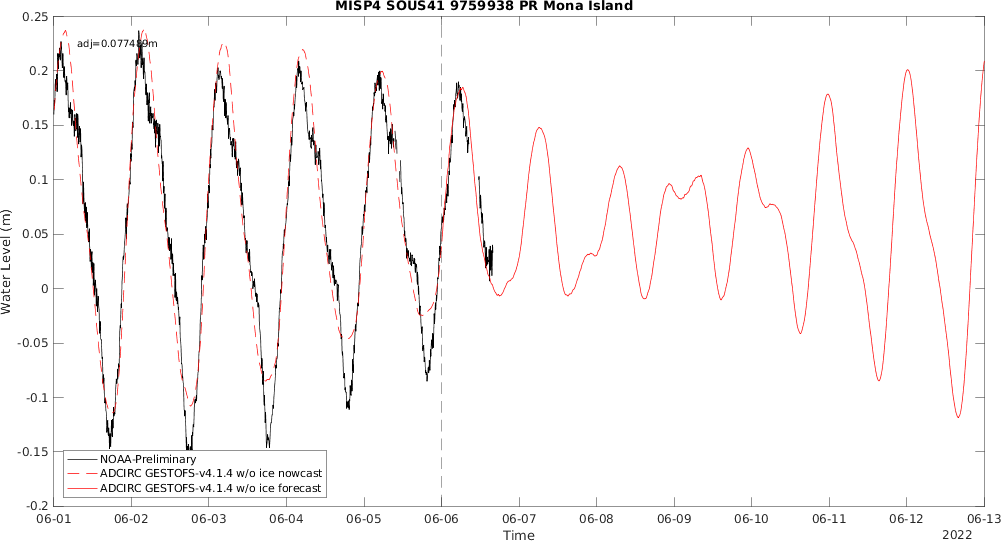 MISP4 SOUS41 9759938 PR Mona Island
0.25
adj=0.077489m
0.2
0.15
0.1
0.05
0
-0.05
-0.1
-0.15
-0.2
Water Level (m)
NOAA-Preliminary
ADCIRC GESTOFS-v4.1.4 w/o ice nowcast
ADCIRC GESTOFS-v4.1.4 w/o ice forecast
06-01 06-02 06-03 06-04 06-05 06-06 06-07 06-08 06-09 06-10 06-11 06-12 06-13
Time
2022